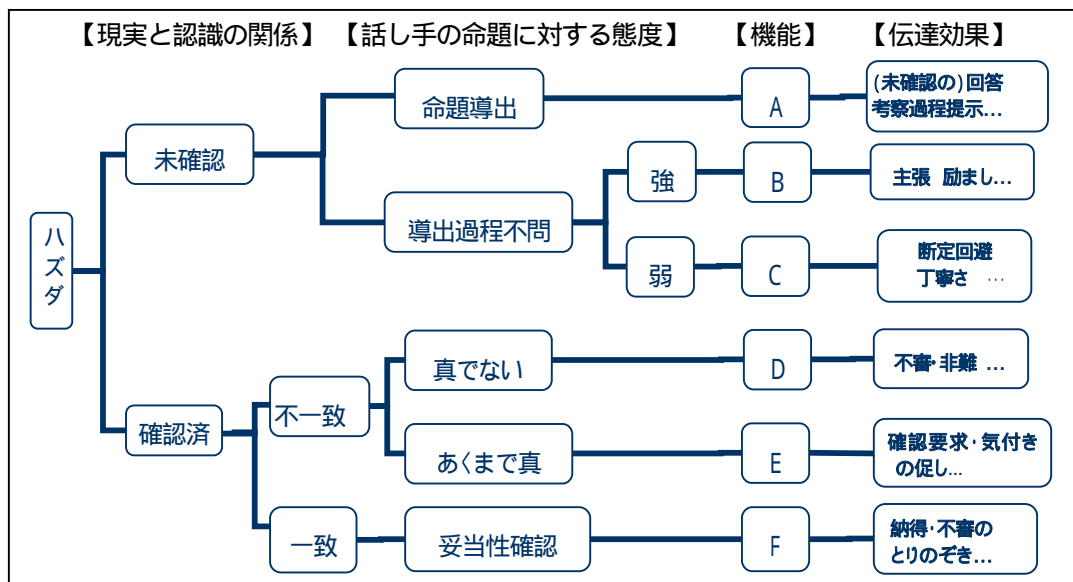 【現実と認識の関係】 【話し手の命題に対する態度】 【機能】 【伝達効果】
ハズダ
未確認
命題導出
A
(未確認の)回答
考察過程提示…
導出過程不問
強
B
主張 励まし…
弱
C
断定回避
丁寧さ …
確認済
不一致
真でない
D
不審・非難 …
あくまで真
E
確認要求・気付き
の促し…
一致
妥当性確認
F
納得・不審の
とりのぞき…